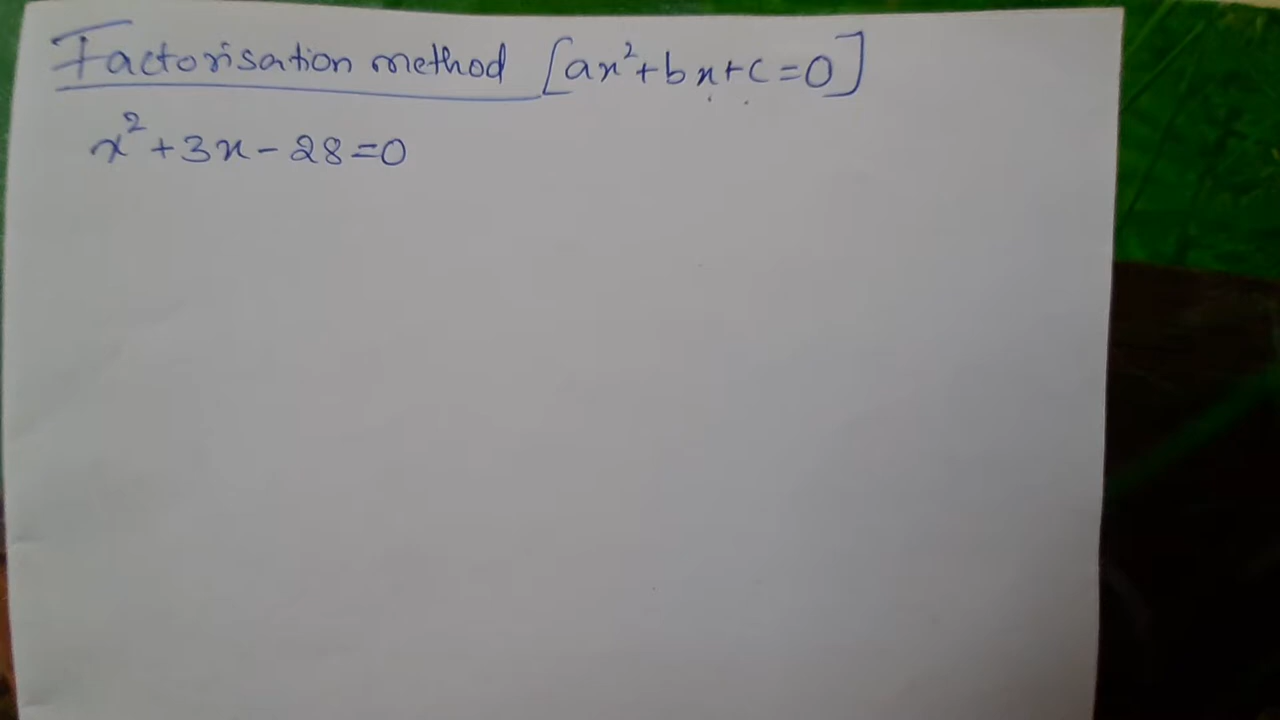 Factorisation method [ax²+bx+c=0]
x²+3x-28=0